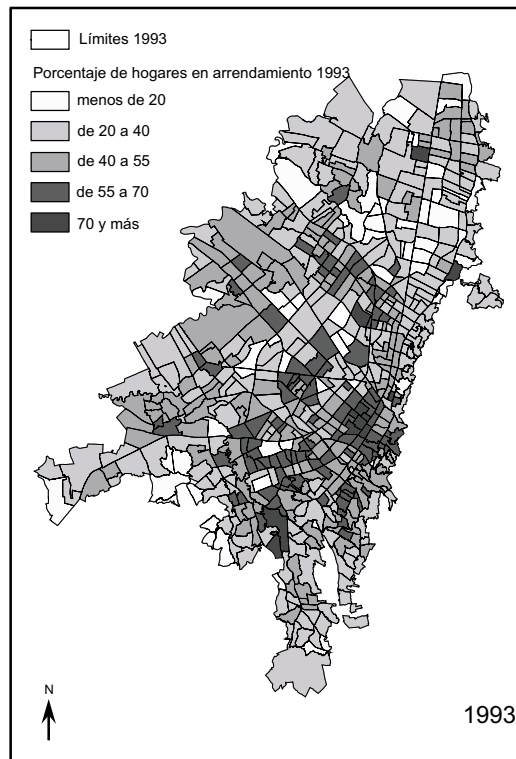 Límites 1993
Porcentaje de hogares en arrendamiento 1993
menos de 20
de 20 a 40
de 40 a 55
de 55 a 70
70 y más
N
1993